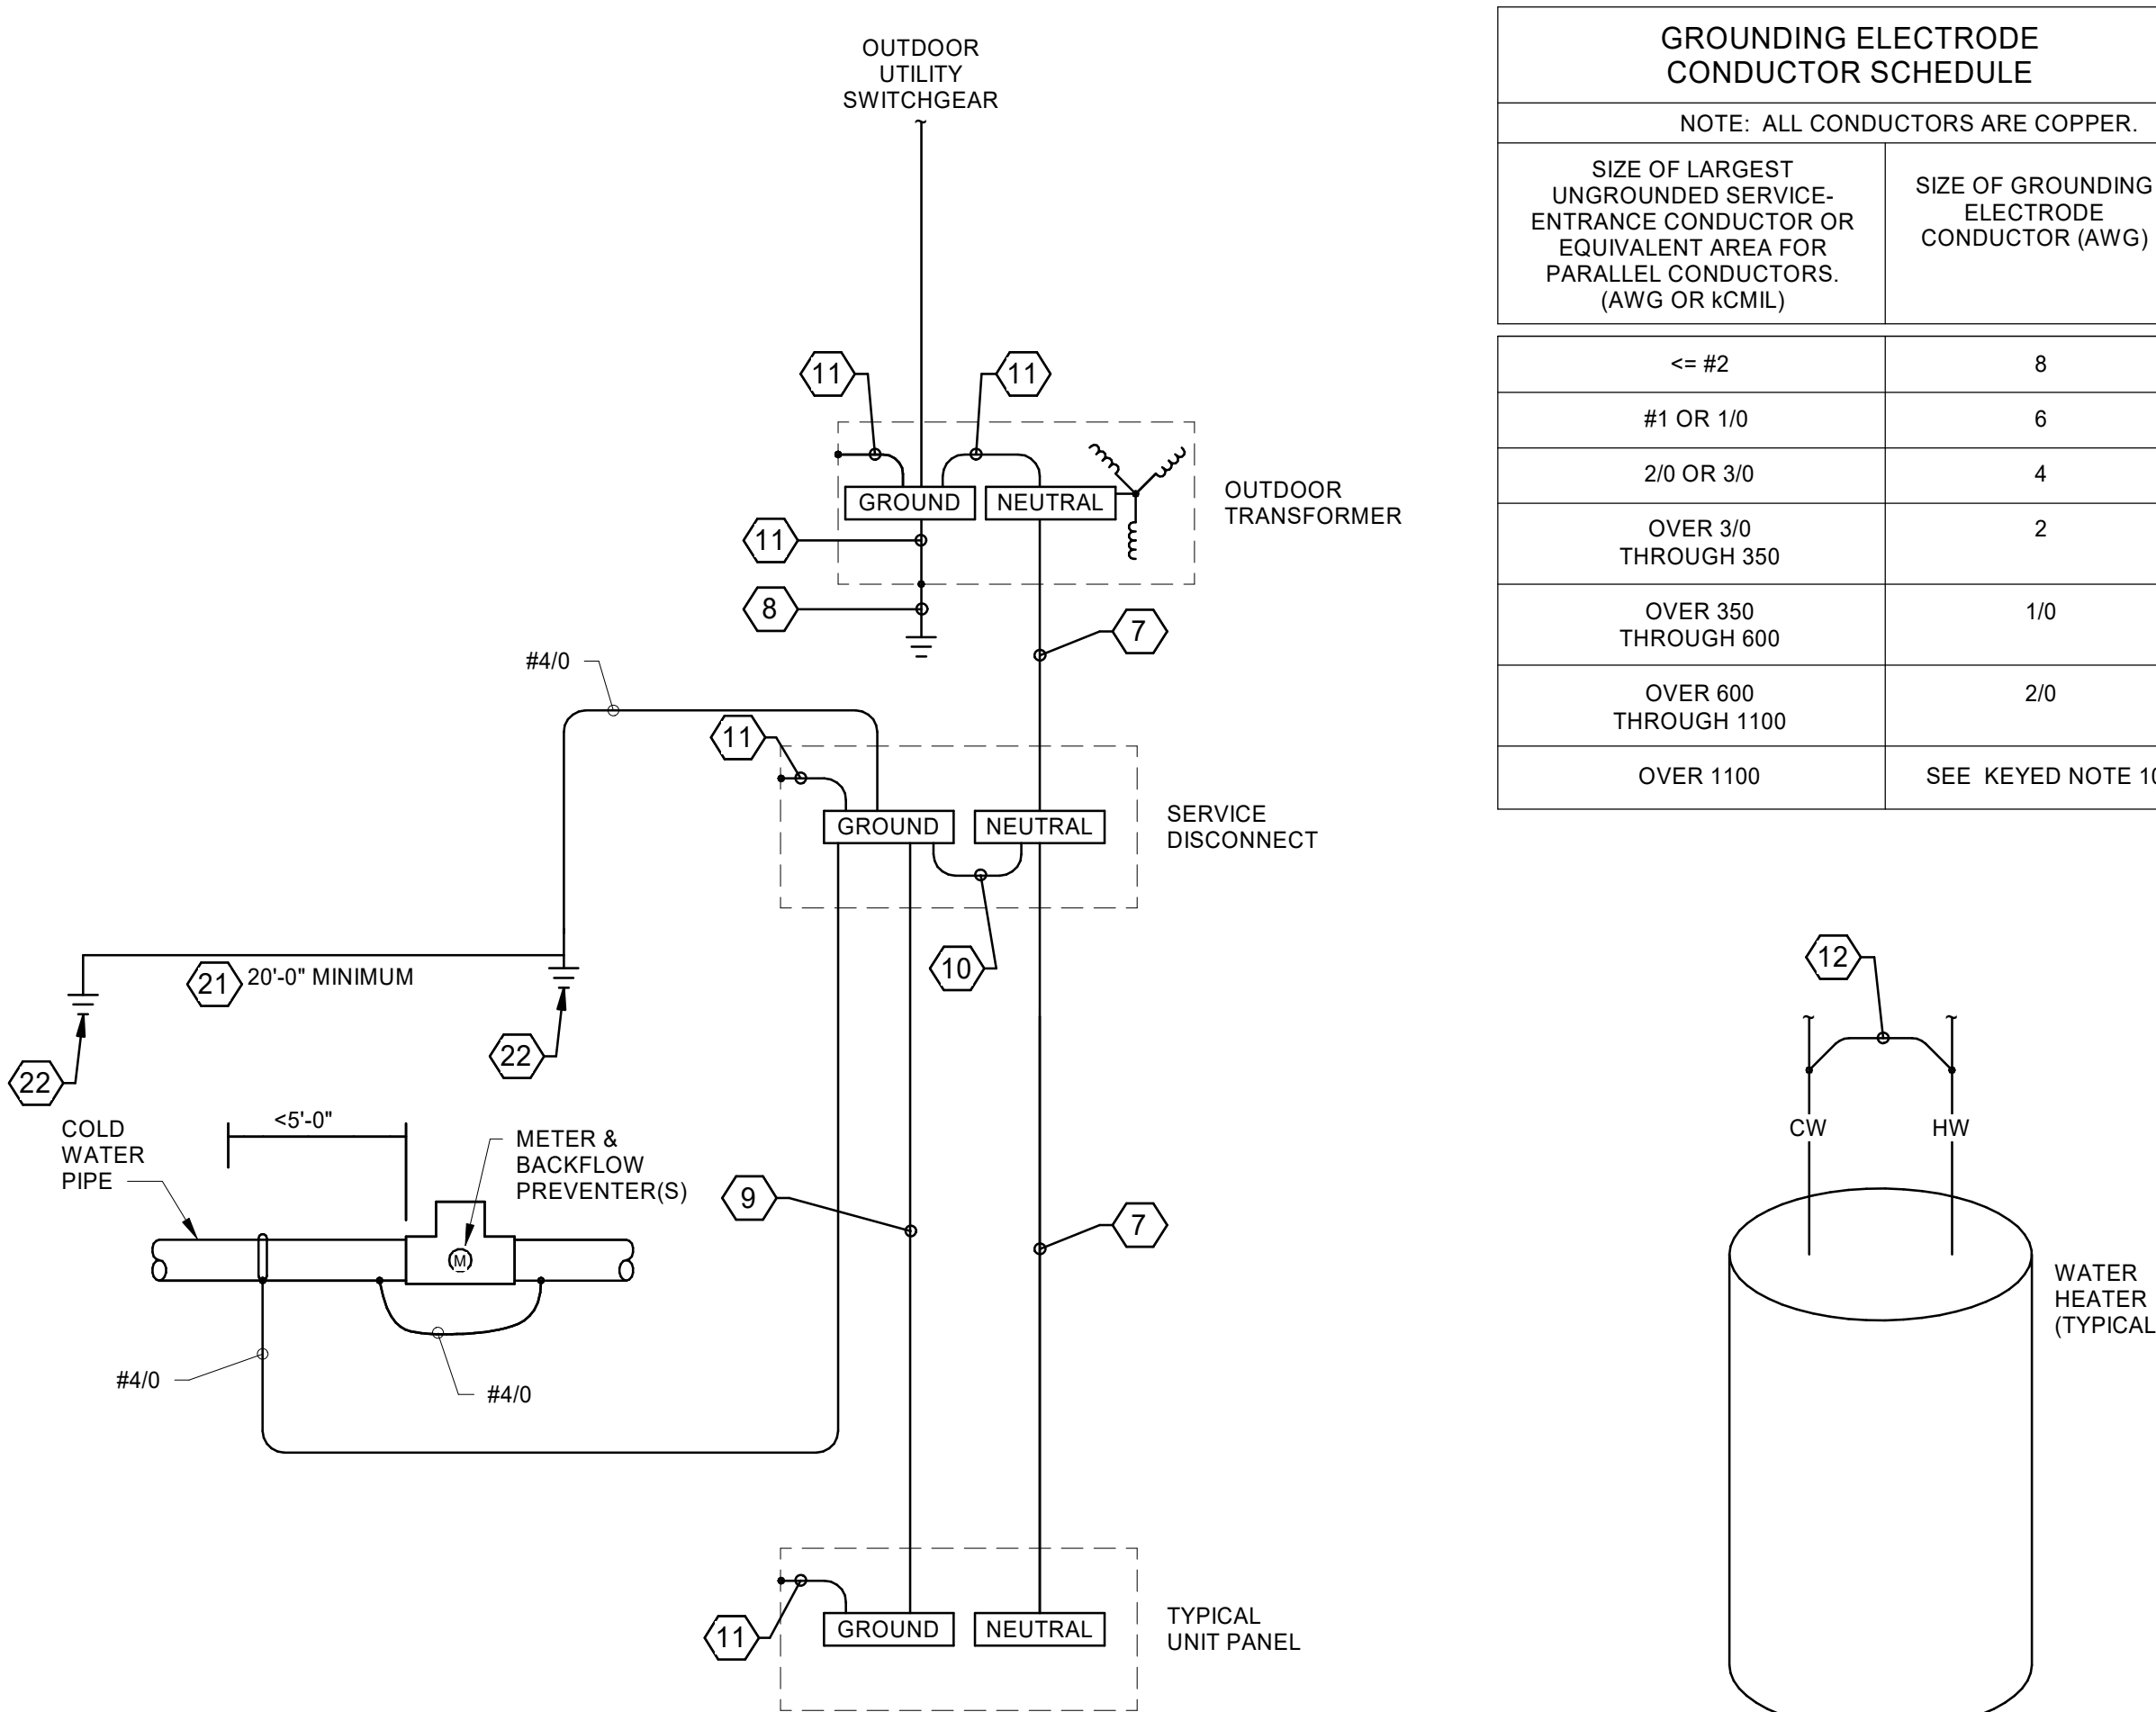 OUTDOOR
UTILITY
SWITCHGEAR
11
11
GROUND
NEUTRAL
OUTDOOR
TRANSFORMER
11
8
7
#4/0
11
GROUND
NEUTRAL
SERVICE
DISCONNECT
10
21
20'-0" MINIMUM
22
22
COLD
WATER
PIPE
<5'-0"
METER &
BACKFLOW
PREVENTER(S)
M
#4/0
#4/0
9
7
11
GROUND
NEUTRAL
TYPICAL
UNIT PANEL
GROUNDING ELECTRODE
CONDUCTOR SCHEDULE
NOTE: ALL CONDUCTORS ARE COPPER.
SIZE OF LARGEST
UNGROUNDED SERVICE-
ENTRANCE CONDUCTOR OR
EQUIVALENT AREA FOR
PARALLEL CONDUCTORS.
(AWG OR kCMIL)
SIZE OF GROUNDING
ELECTRODE
CONDUCTOR (AWG)
<= #2
8
#1 OR 1/0
6
2/0 OR 3/0
4
OVER 3/0
THROUGH 350
2
OVER 350
THROUGH 600
1/0
OVER 600
THROUGH 1100
2/0
OVER 1100
SEE KEYED NOTE 10
12
CW
HW
WATER
HEATER
(TYPICAL